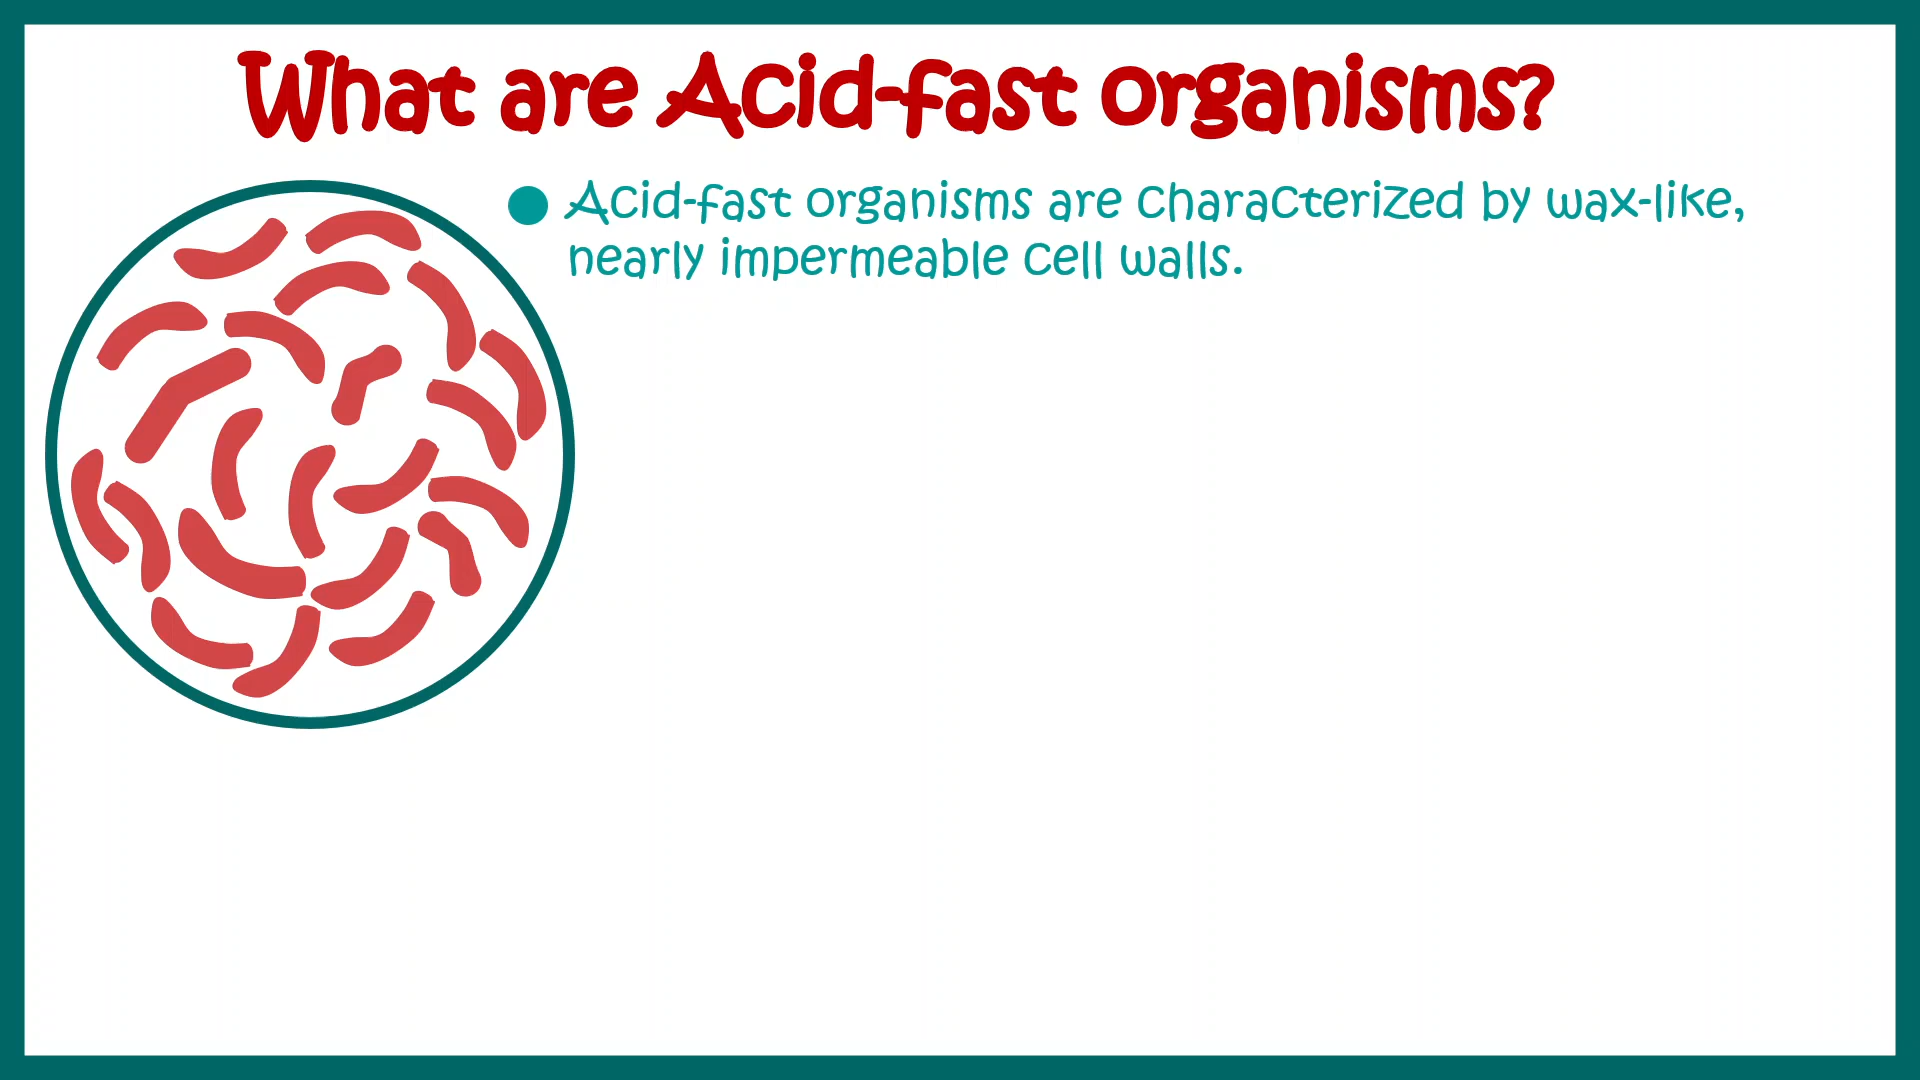 What are Acid-fast organisms?
Acid-fast organisms are characterized by wax-like,
nearly impermeable cell walls.